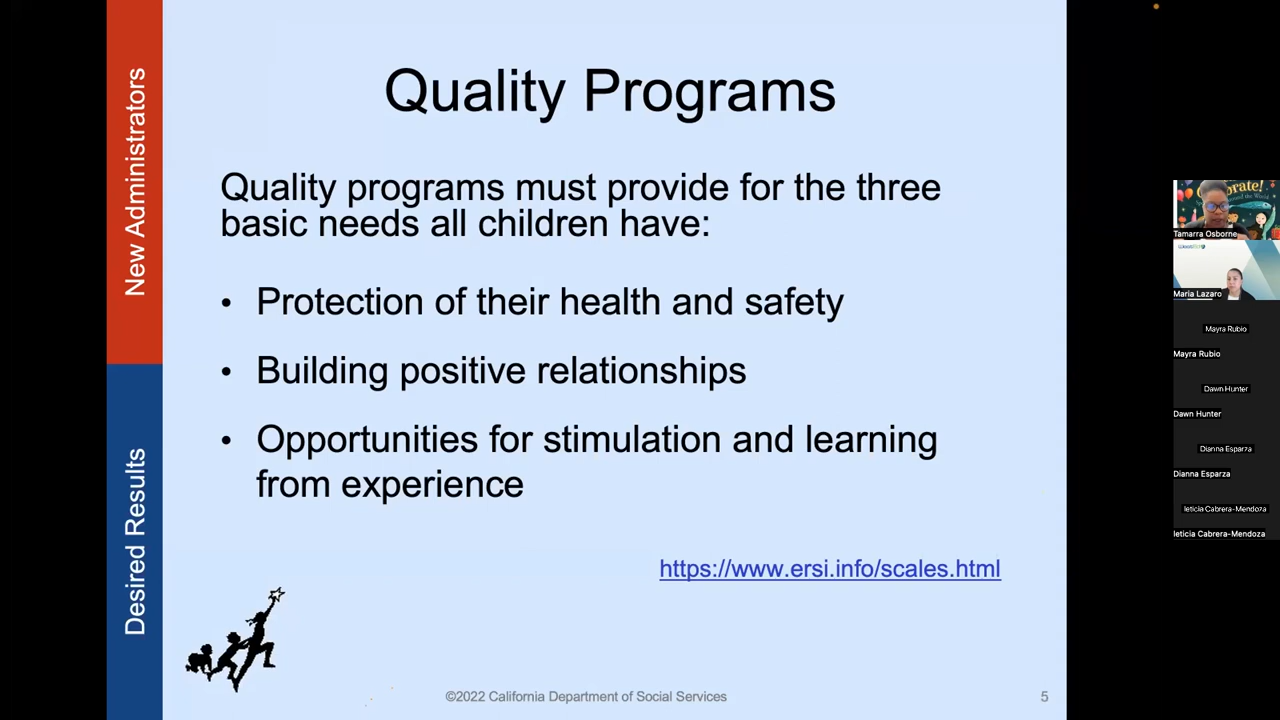 New Administrators
Desired Results
Quality Programs
Quality programs must provide for the three
basic needs all children have:
• Protection of their health and safety
• Building positive relationships
• Opportunities for stimulation and learning
from experience
https://www.ersi.info/scales.html
©2022 California Department of Social Services
5
Tamarra Osborne
Maria Lazaro
Mayra Rubio
Mayra Rubio
Dawn Hunter
Dawn Hunter
Dianna Esparza
Dianna Esparza
leticia Cabrera-Mendoza
leticia Cabrera-Mendoza